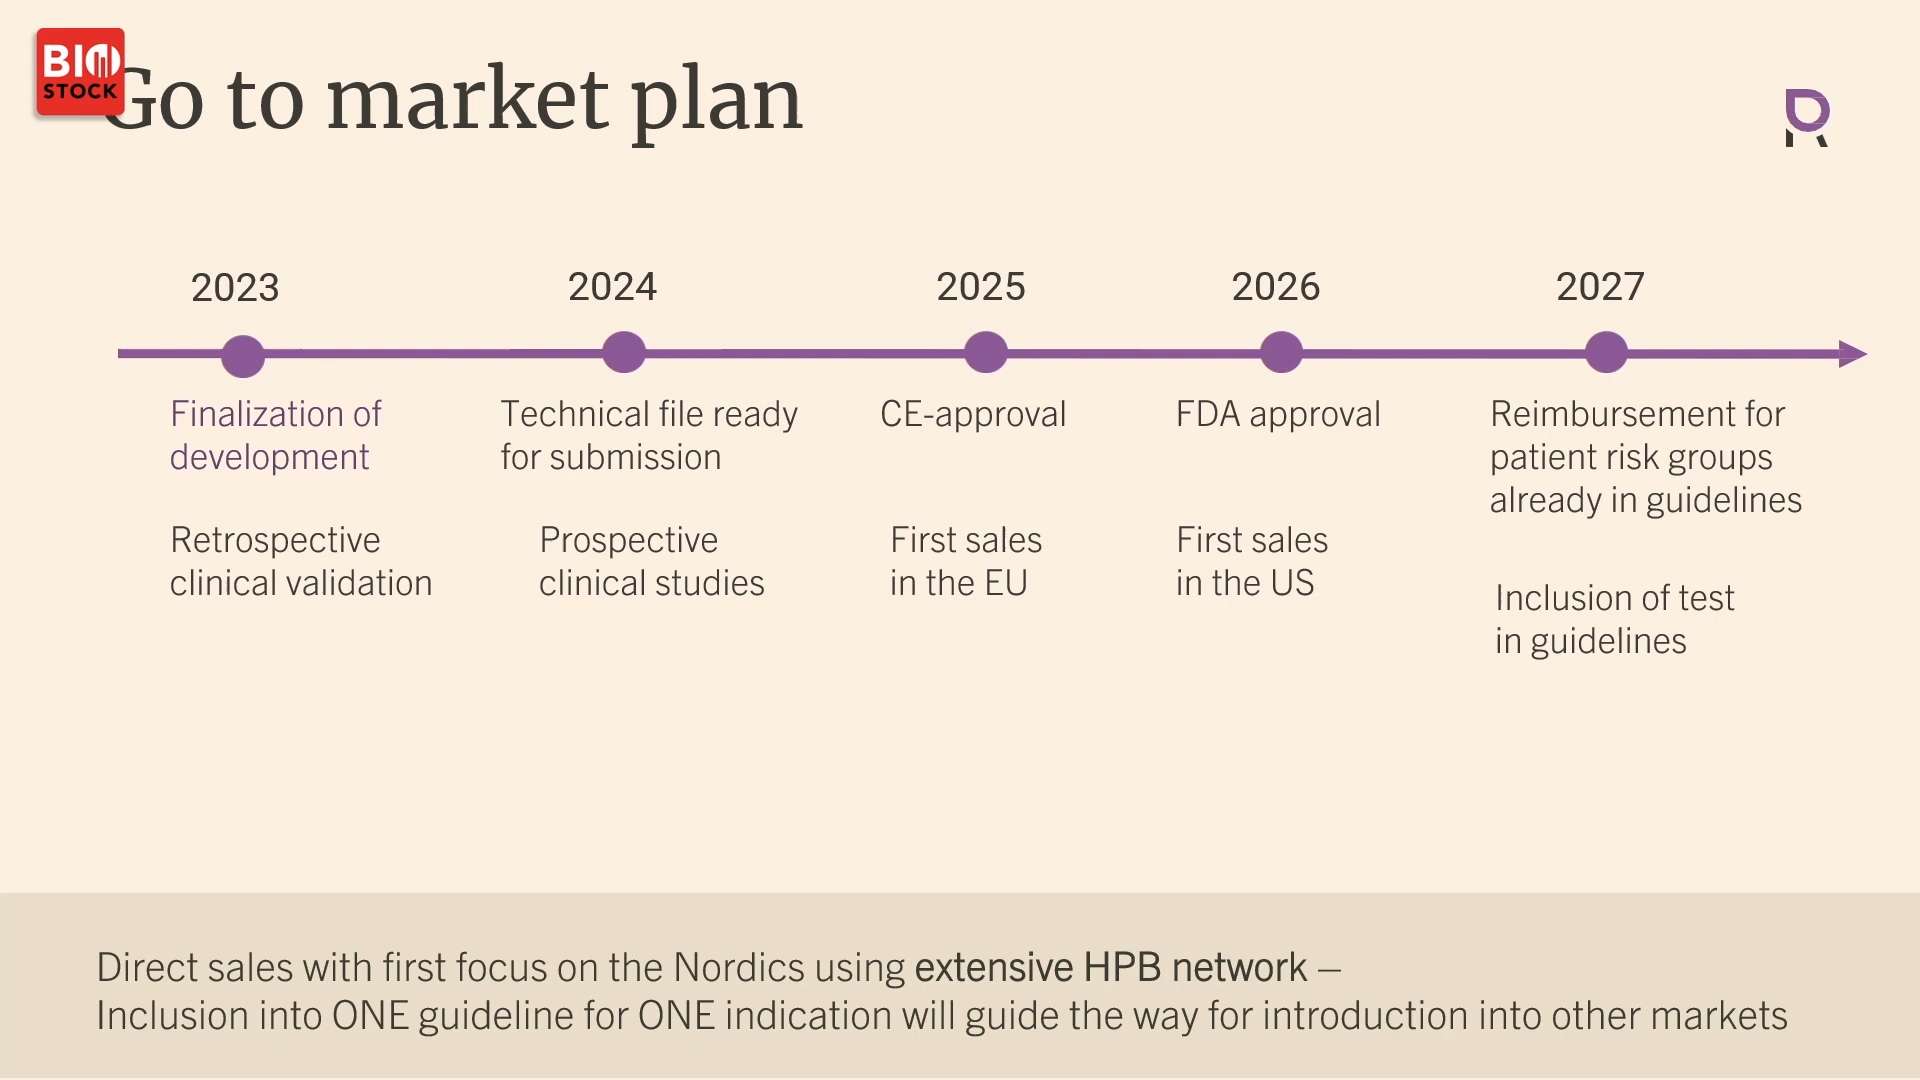 BIO
STOCK
Go to market plan
2023
2024
2025
2026
2027
Finalization of
development
Retrospective
clinical validation
Technical file ready
for submission
Prospective
clinical studies
CE-approval
First sales
in the EU
FDA approval
First sales
in the US
Reimbursement for
patient risk groups
already in guidelines
Inclusion of test
in guidelines
Direct sales with first focus on the Nordics using extensive HPB network –
Inclusion into ONE guideline for ONE indication will guide the way for introduction into other markets